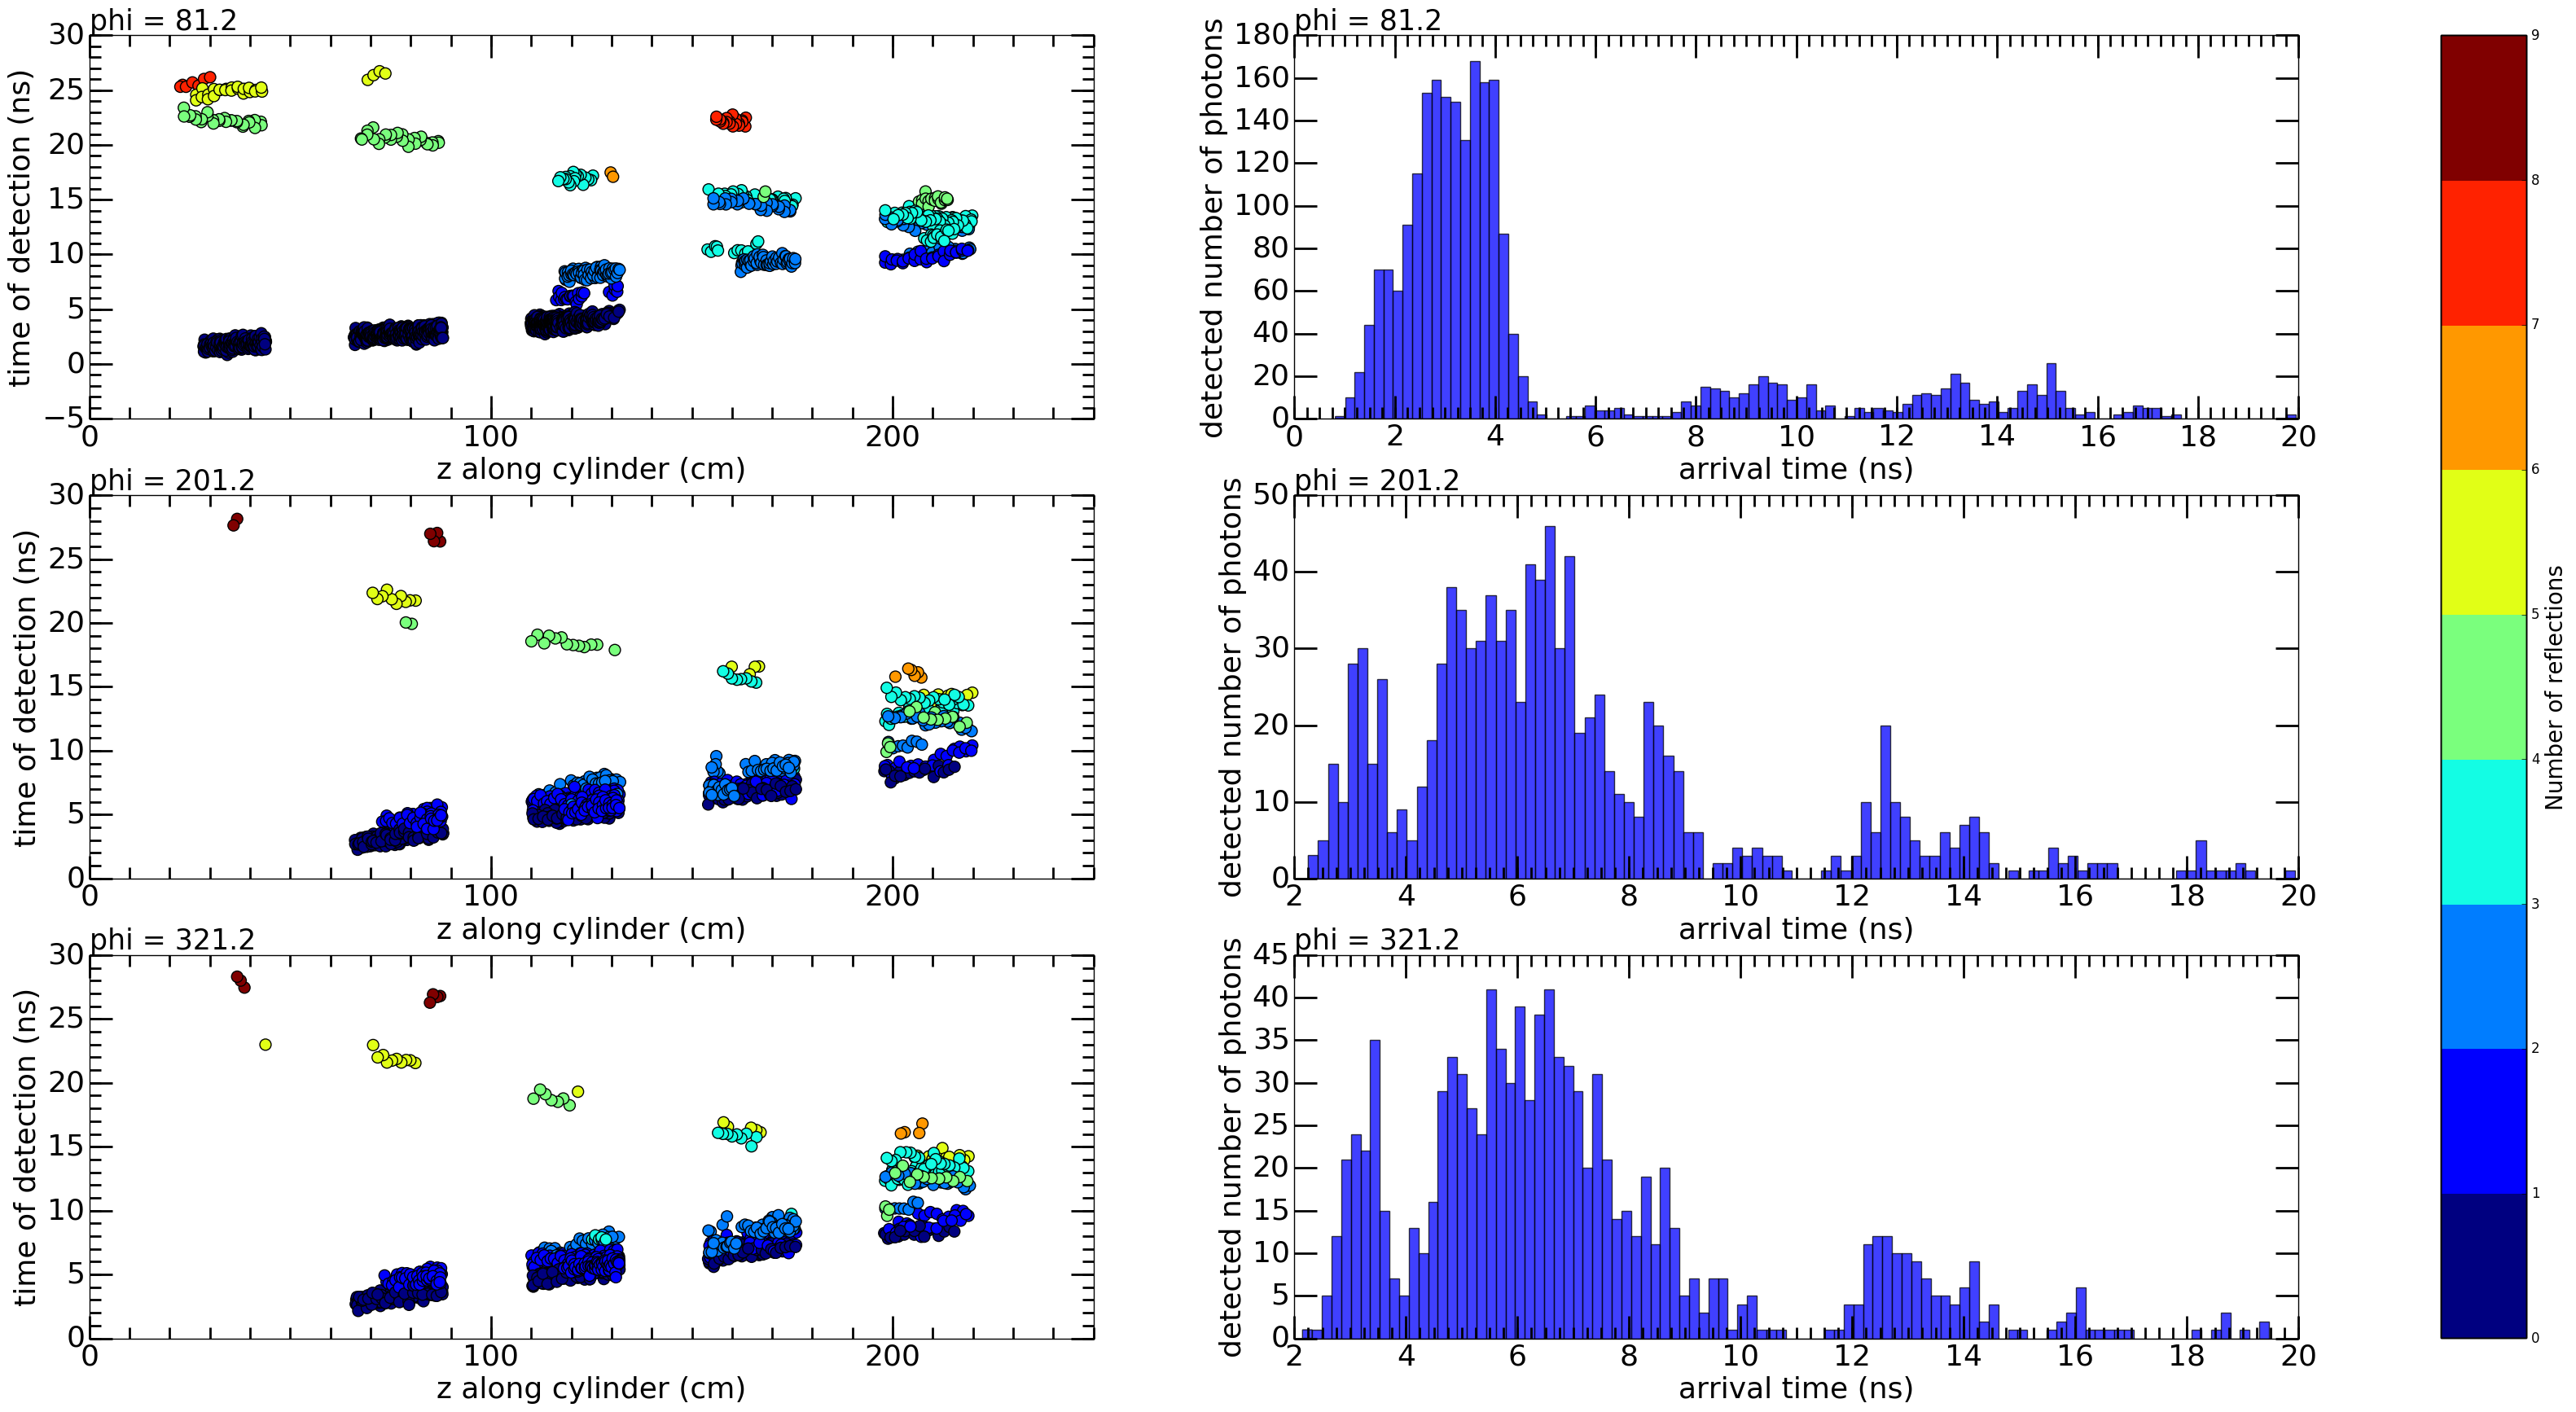 phi = 81.2
time of detection (ns)
30
25
20
15
10
5
0
−5
0 100 200
z along cylinder (cm)
phi = 81.2
detected number of photons
180
160
140
120
100
80
60
40
20
0
0 2 4 6 8 10 12 14 16 18 20
arrival time (ns)
phi = 201.2
time of detection (ns)
30
25
20
15
10
5
0
0 100 200
z along cylinder (cm)
phi = 201.2
detected number of photons
50
40
30
20
10
0
2 4 6 8 10 12 14 16 18 20
arrival time (ns)
phi = 321.2
time of detection (ns)
30
25
20
15
10
5
0
0 100 200
z along cylinder (cm)
phi = 321.2
detected number of photons
45
40
35
30
25
20
15
10
5
0
2 4 6 8 10 12 14 16 18 20
arrival time (ns)
9
8
7
6
5
4
3
2
1
0
Number of reflections